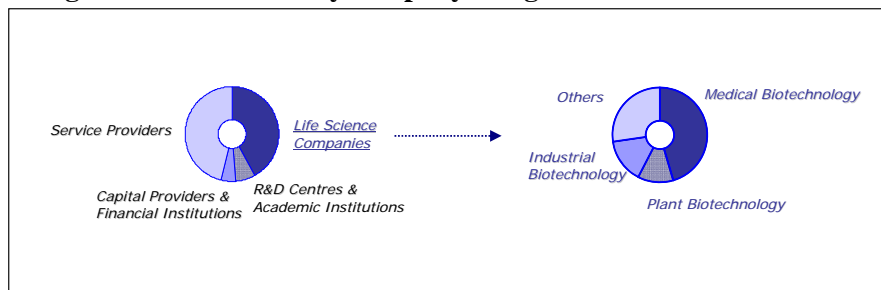 Service Providers
Life Science
Companies
Capital Providers &
Financial Institutions
R&D Centres &
Academic Institutions
Others
Medical Biotechnology
Industrial
Biotechnology
Plant Biotechnology